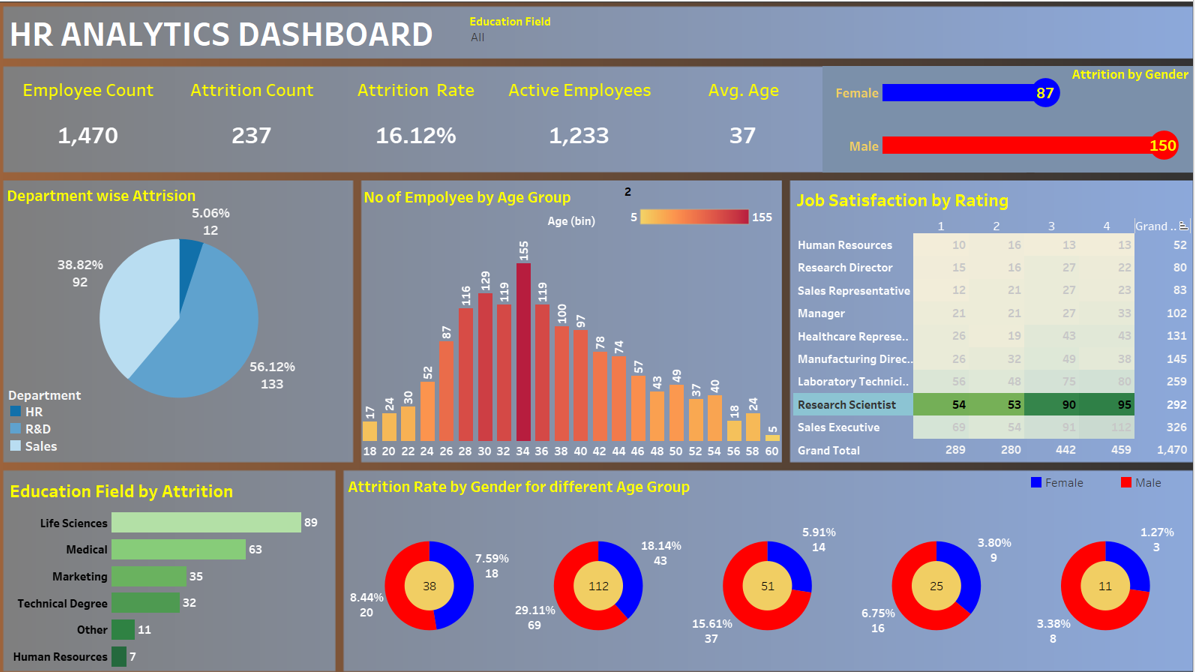 HR ANALYTICS DASHBOARD
Education Field
All
Employee Count
Attrition Count
Attrition Rate
Active Employees
Avg. Age
1,470
237
16.12%
1,233
37
Attrition by Gender
Female
87
Male
150
Department wise Attrision
5.06%
12
38.82%
92
56.12%
133
Department
HR
R&D
Sales
No of Empolyee by Age Group
2
Age (bin)
5
155
17 24 30 52 87 116 129 119 155 119 100 97 78 74 57 43 49 37 40 18 24 5
18 20 22 24 26 28 30 32 34 36 38 40 42 44 46 48 50 52 54 56 58 60
Job Satisfaction by Rating
1 2 3 4 Grand ..
Human Resources 10 16 13 13 52
Research Director 15 16 27 22 80
Sales Representative 12 21 27 23 83
Manager 21 21 27 33 102
Healthcare Represe.. 26 19 43 43 131
Manufacturing Direc.. 26 32 49 38 145
Laboratory Technici.. 56 48 75 80 259
Research Scientist 54 53 90 95 292
Sales Executive 69 54 91 112 326
Grand Total 289 280 442 459 1,470
Education Field by Attrition
Life Sciences 89
Medical 63
Marketing 35
Technical Degree 32
Other 11
Human Resources 7
Attrition Rate by Gender for different Age Group
Female
Male
7.59%
18
38
8.44%
20
18.14%
43
112
29.11%
69
5.91%
14
51
15.61%
37
3.80%
9
25
6.75%
16
1.27%
3
11
3.38%
8